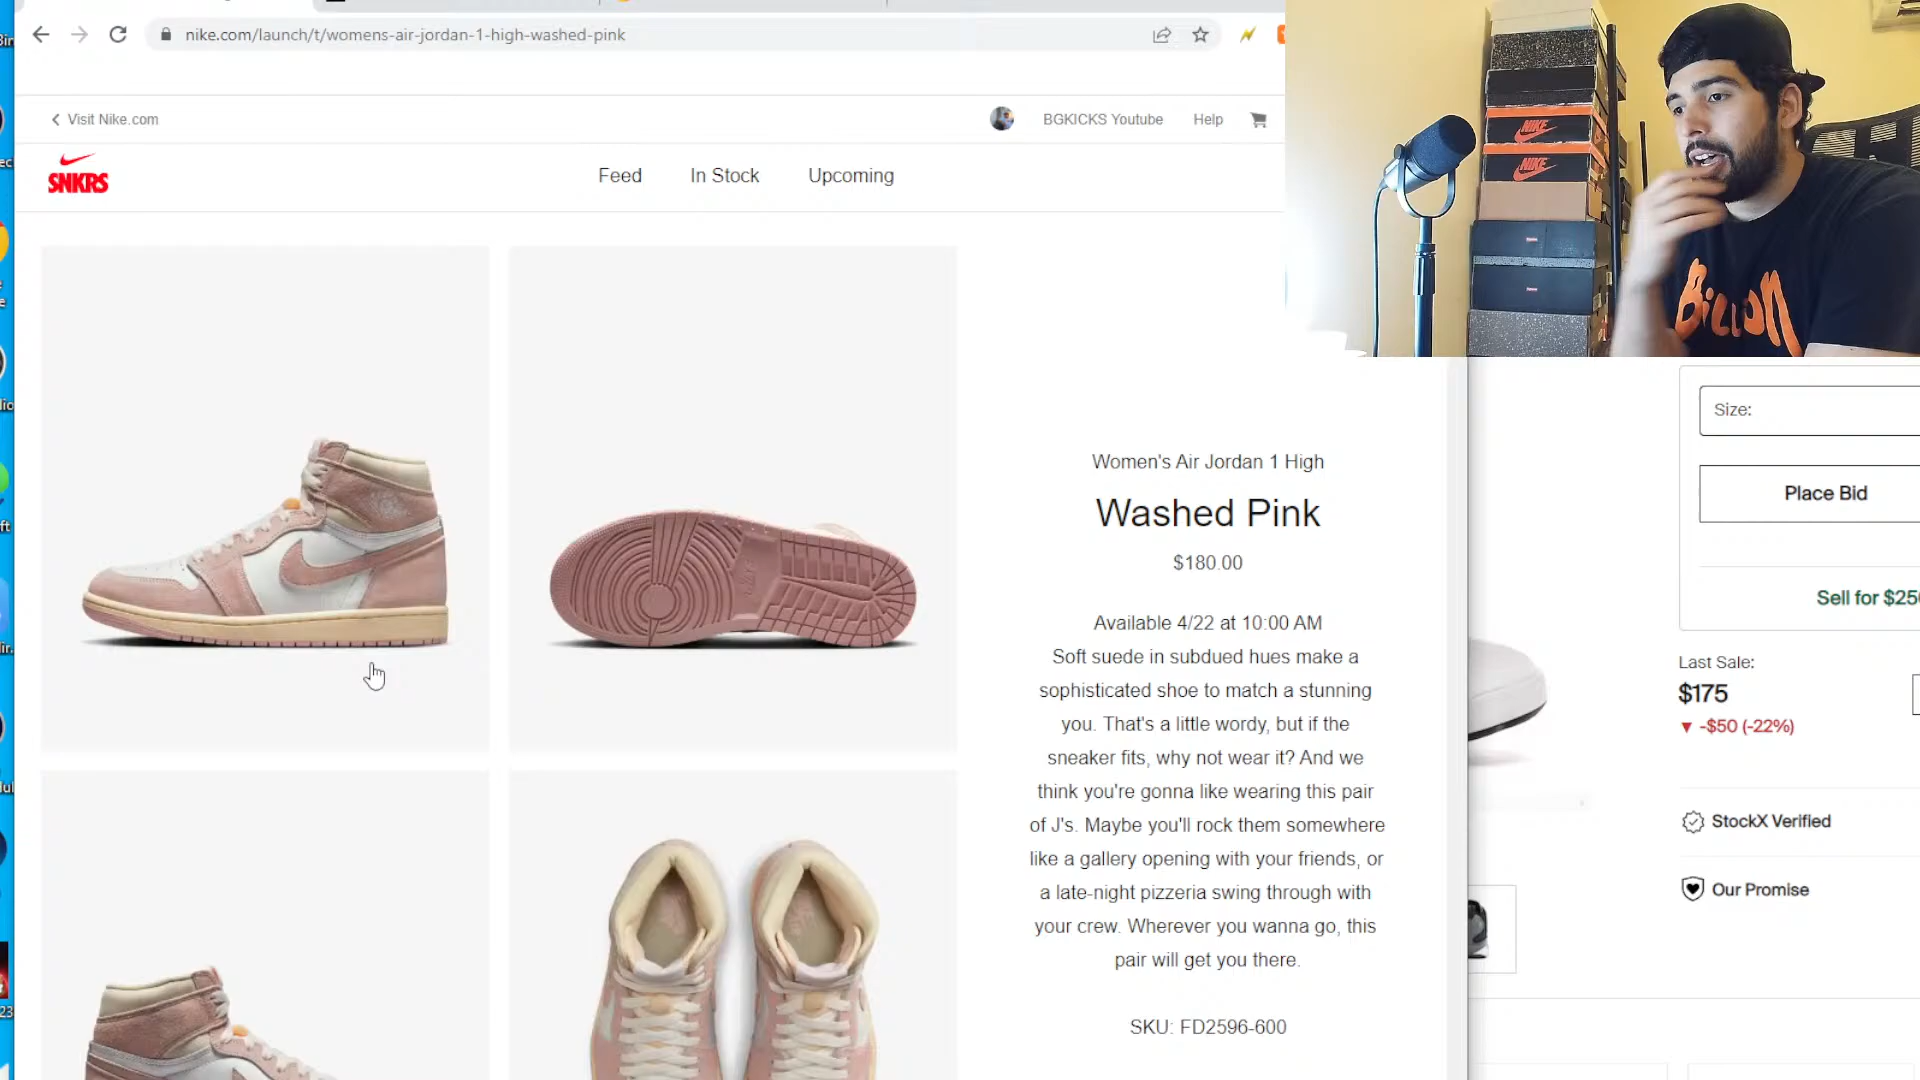 nike.com/launch/t/womens-air-jordan-1-high-washed-pink
Visit Nike.com
BGKICKS Youtube
Help
SNKRS
Feed
In Stock
Upcoming
NIKE
NIKE
Billion
Women's Air Jordan 1 High
Washed Pink
$180.00
Available 4/22 at 10:00 AM
Soft suede in subdued hues make a
sophisticated shoe to match a stunning
you. That's a little wordy, but if the
sneaker fits, why not wear it? And we
think you're gonna like wearing this pair
of J's. Maybe you'll rock them somewhere
like a gallery opening with your friends, or
a late-night pizzeria swing through with
your crew. Wherever you wanna go, this
pair will get you there.
SKU: FD2596-600
Size:
Place Bid
Sell for $25
Last Sale:
$175
▼ -$50 (-22%)
StockX Verified
Our Promise